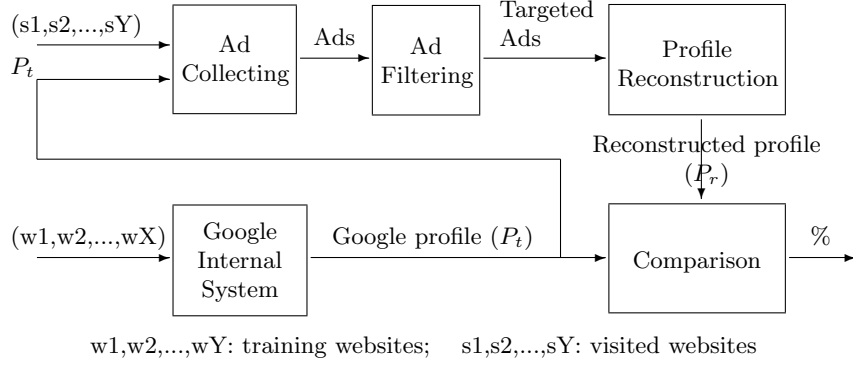 (s1,s2,...,sY)
P_t
Ad
Collecting
Ads
Ad
Filtering
Targeted
Ads
Profile
Reconstruction
Reconstructed profile
(P_r)
(w1,w2,...,wX)
Google
Internal
System
Google profile (P_t)
Comparison
%
w1,w2,...,wY: training websites; s1,s2,...,sY: visited websites